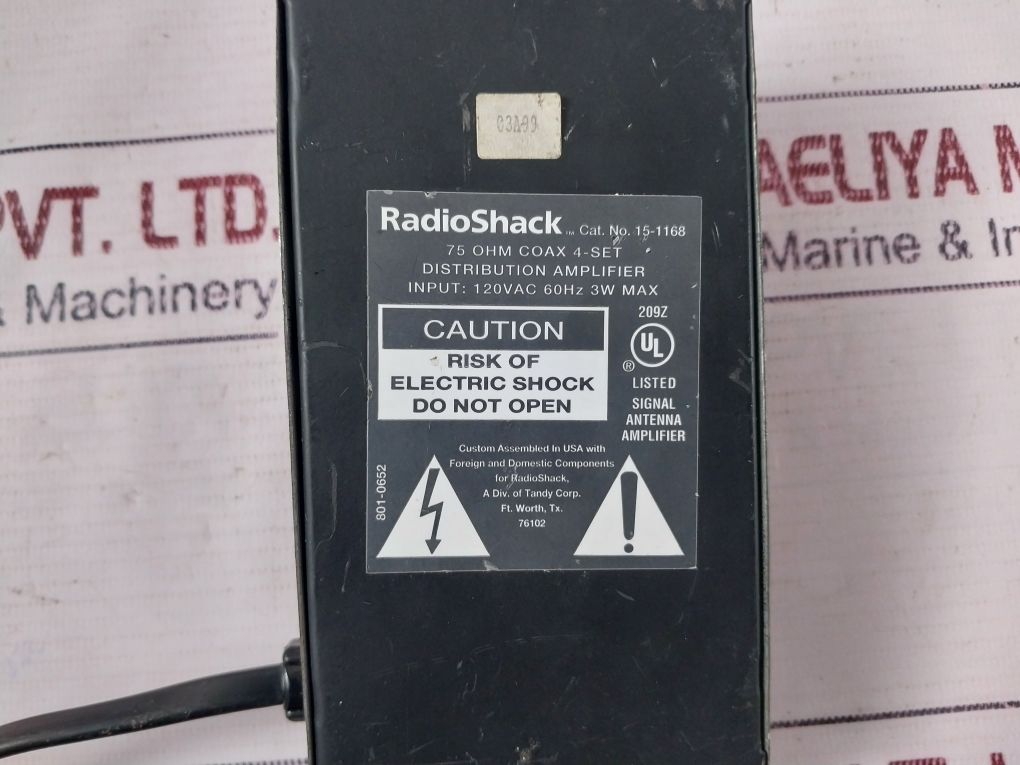 03A99
RadioShack™ Cat. No. 15-1168
75 OHM COAX 4-SET
DISTRIBUTION AMPLIFIER
INPUT: 120VAC 60Hz 3W MAX
CAUTION
RISK OF
ELECTRIC SHOCK
DO NOT OPEN
209Z
UL
®
LISTED
SIGNAL
ANTENNA
AMPLIFIER
Custom Assembled In USA with
Foreign and Domestic Components
for RadioShack,
A Div. of Tandy Corp.
Ft. Worth, Tx.
76102
801-0652
PVT. LTD.
& Machinery
AELIYA M
Marine & In